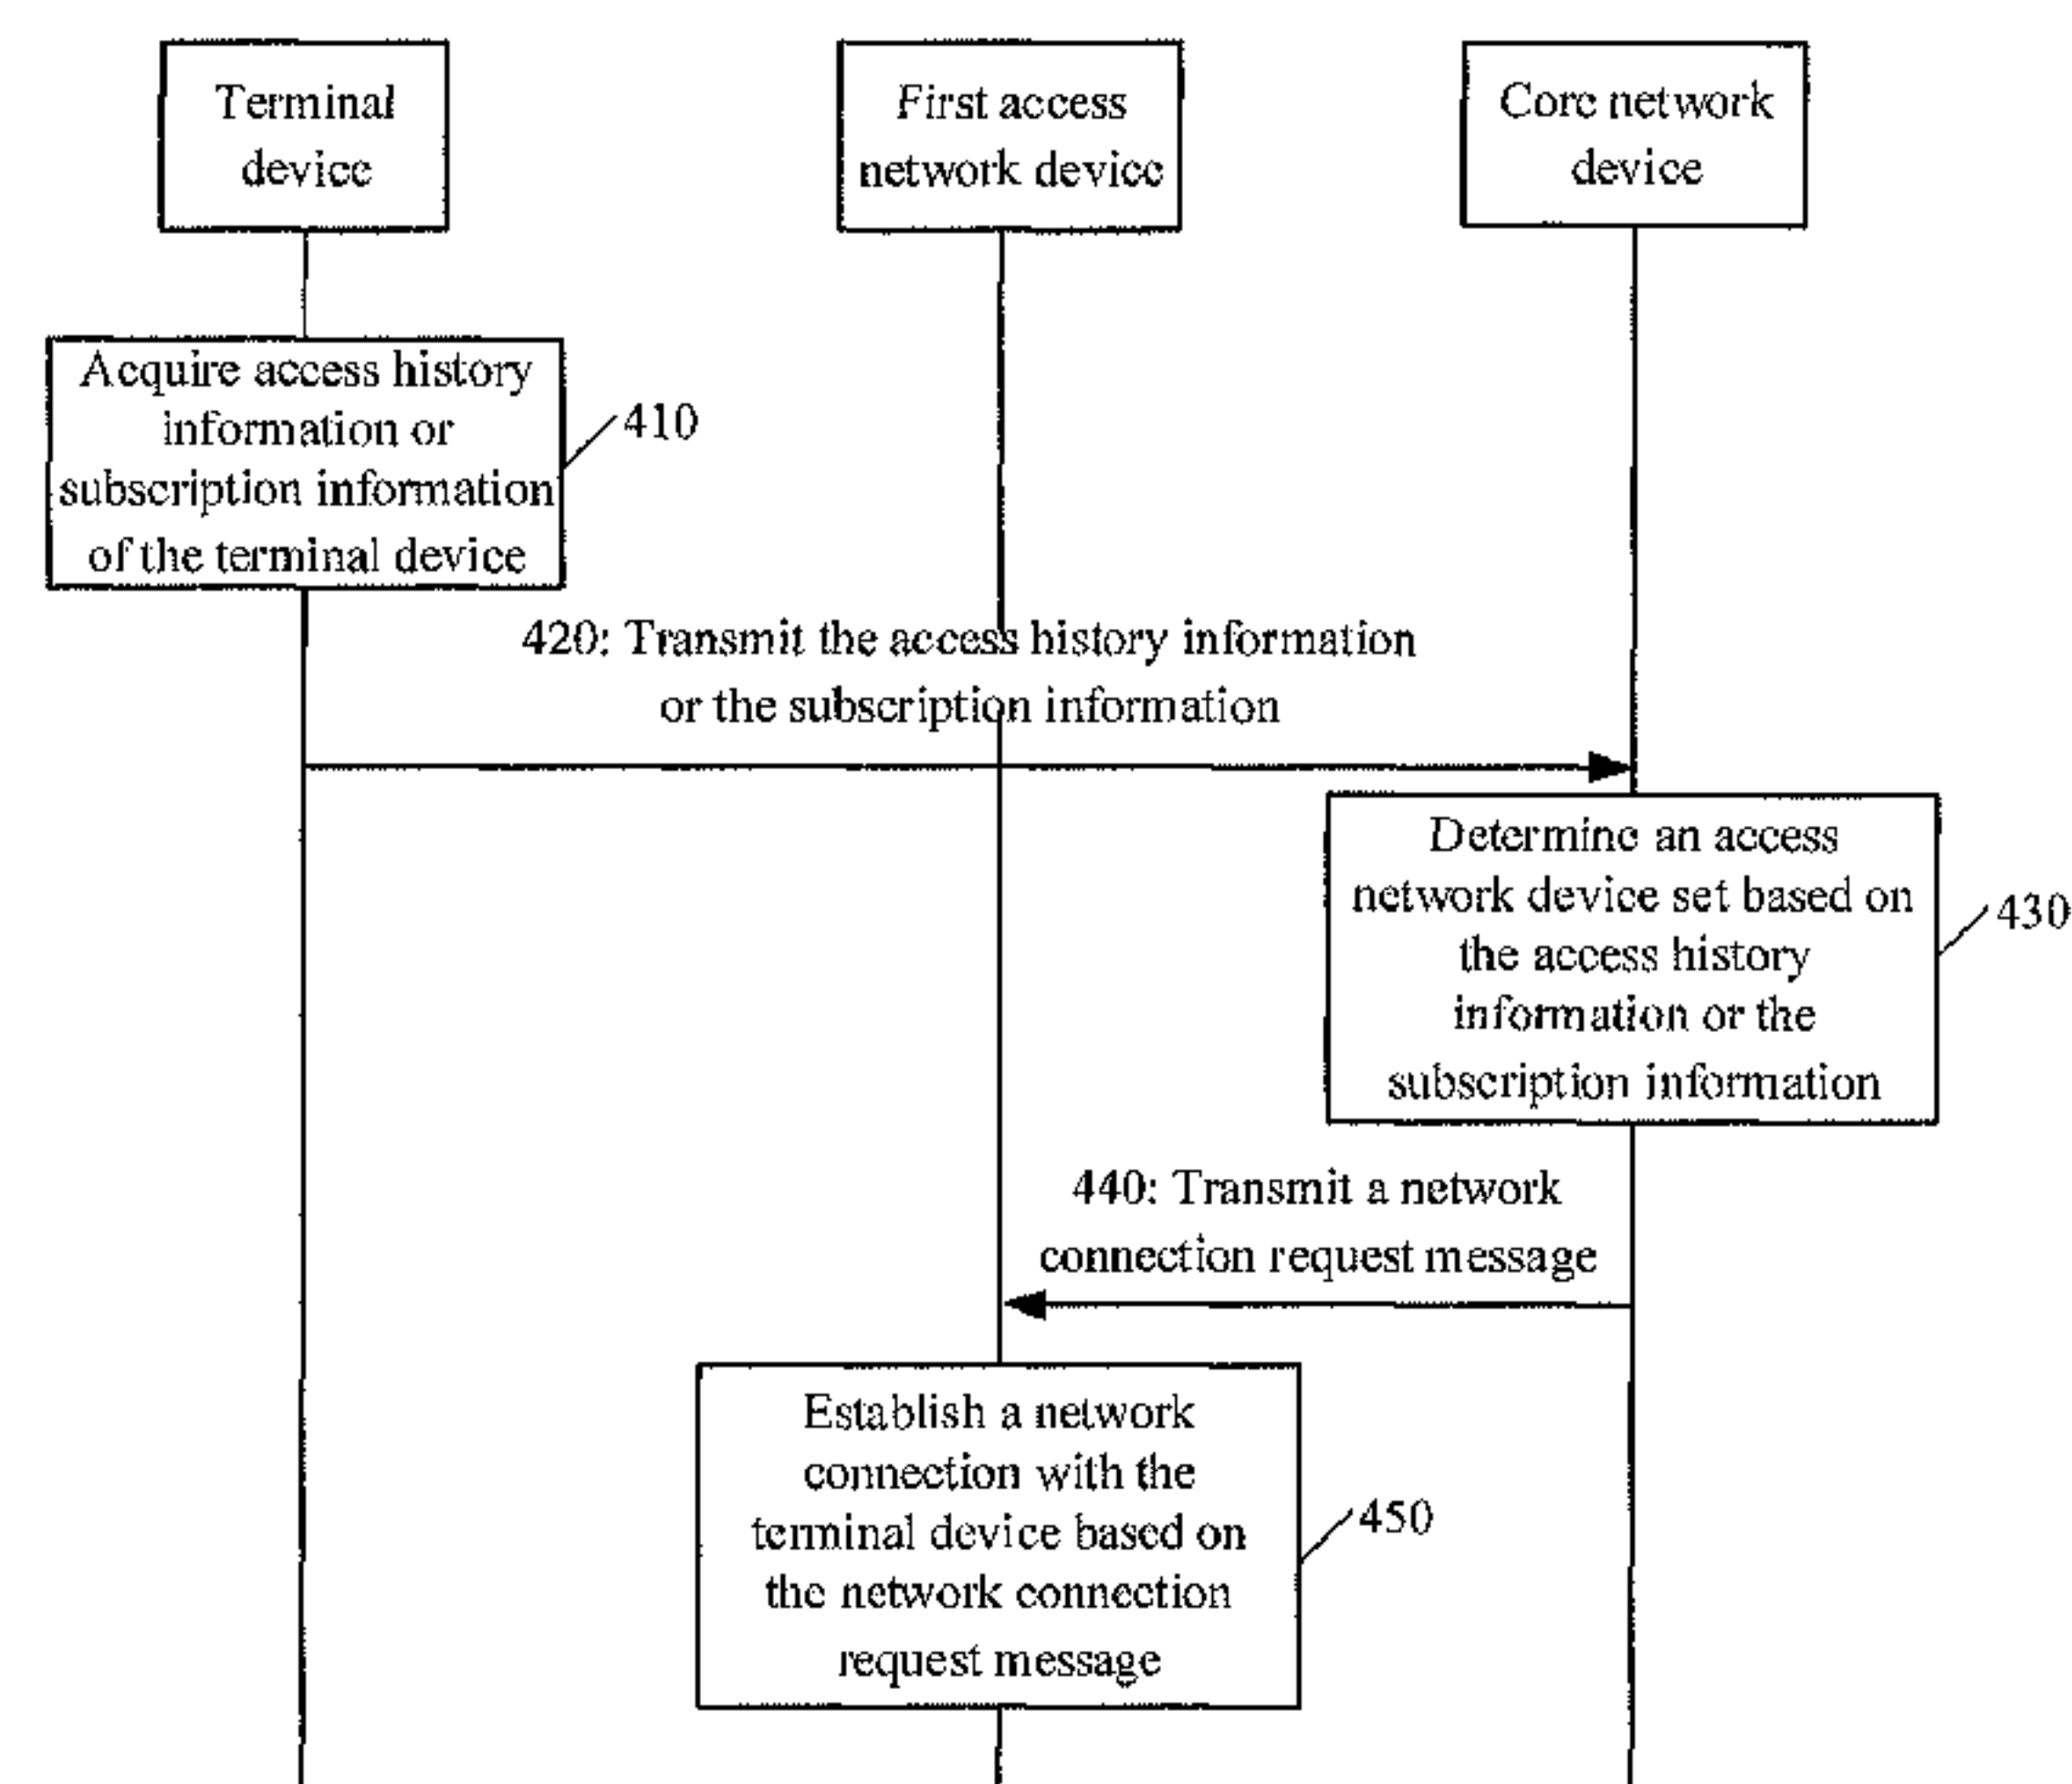 Terminal
device
First access
network device
Core network
device
Acquire access history
information or
subscription information
of the terminal device
410
420: Transmit the access history information
or the subscription information
Determine an access
network device set based on
the access history
information or the
subscription information
430
440: Transmit a network
connection request message
Establish a network
connection with the
terminal device based on
the network connection
request message
450